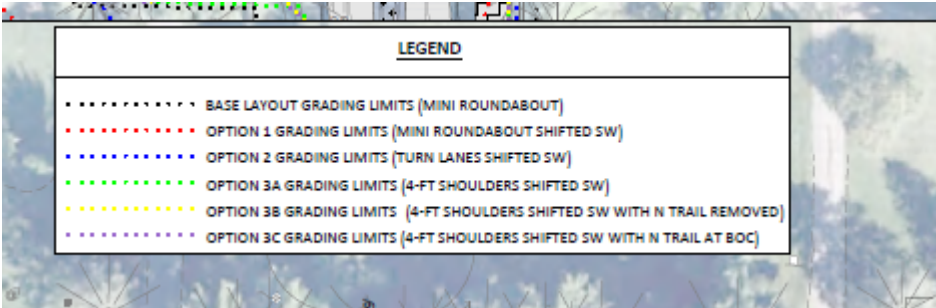 LEGEND
BASE LAYOUT GRADING LIMITS (MINI ROUNDABOUT)
OPTION 1 GRADING LIMITS (MINI ROUNDABOUT SHIFTED SW)
OPTION 2 GRADING LIMITS (TURN LANES SHIFTED SW)
OPTION 3A GRADING LIMITS (4-FT SHOULDERS SHIFTED SW)
OPTION 3B GRADING LIMITS (4-FT SHOULDERS SHIFTED SW WITH N TRAIL REMOVED)
OPTION 3C GRADING LIMITS (4-FT SHOULDERS SHIFTED SW WITH N TRAIL AT BOC)